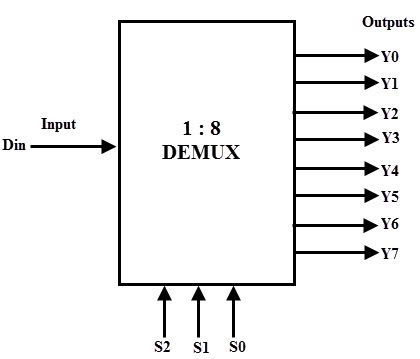 Outputs
Y0
Y1
Input
Y2
1 : 8
Din
DEMUX
Y3
Y4
Y5
Y6
Y7
S2 S1 S0